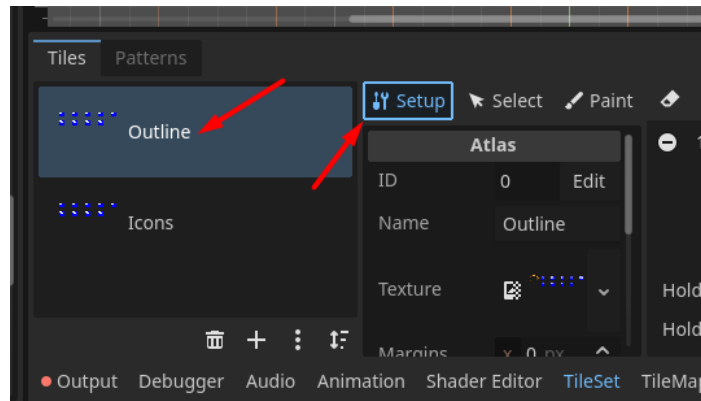 Tiles Patterns
Outline
Icons
Setup Select Paint
Atlas
ID 0 Edit
Name Outline
Texture
Hold
Hold
Margins x 0 px
Output Debugger Audio Animation Shader Editor TileSet TileMap